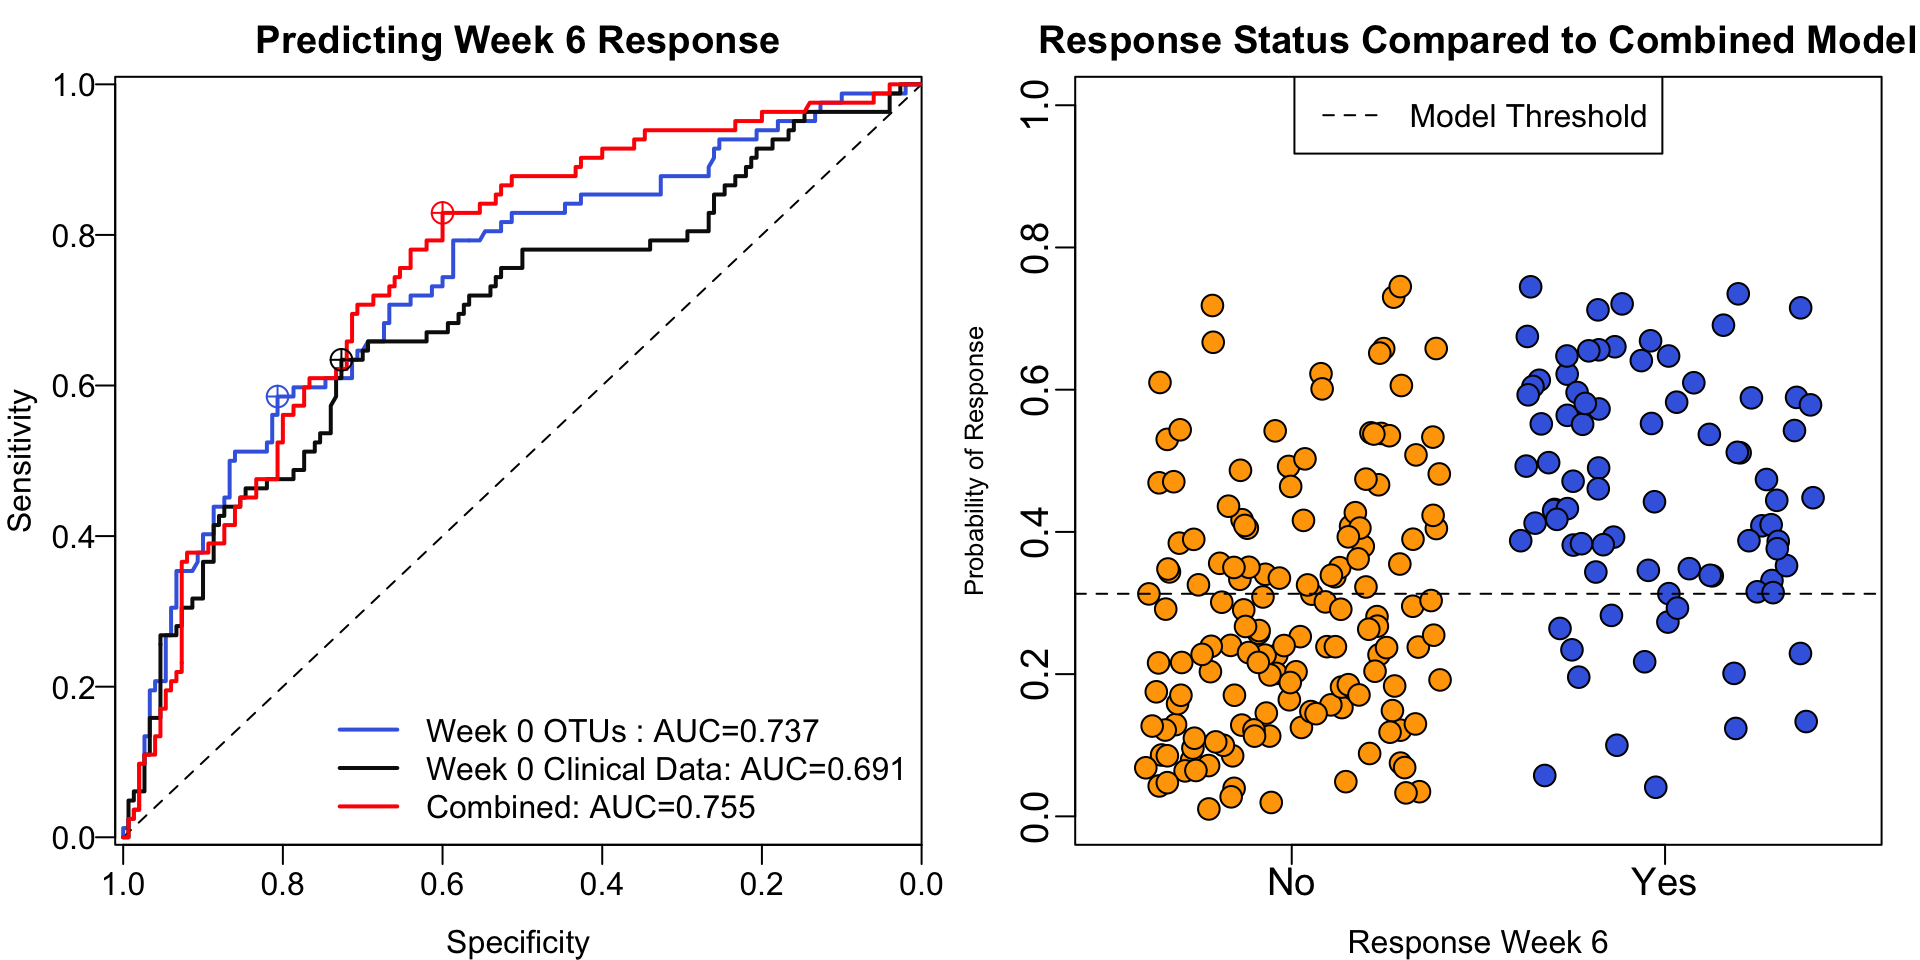 Predicting Week 6 Response
Sensitivity
1.0
0.8
0.6
0.4
0.2
0.0
Week 0 OTUs : AUC=0.737
Week 0 Clinical Data: AUC=0.691
Combined: AUC=0.755
1.0 0.8 0.6 0.4 0.2 0.0
Specificity
Response Status Compared to Combined Model
Probability of Response
1.0
0.8
0.6
0.4
0.2
0.0
Model Threshold
No Yes
Response Week 6